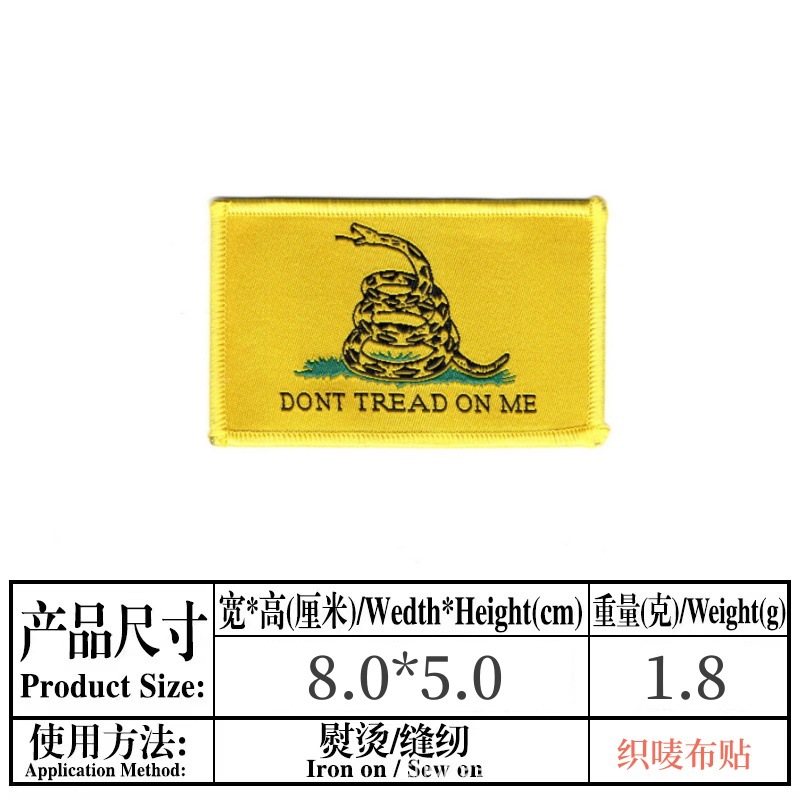 DONT TREAD ON ME
产品尺寸
Product Size:
宽*高(厘米)/Wedth*Height(cm)
重量(克)/Weight(g)
8.0*5.0
1.8
使用方法:
Application Method:
熨烫/缝纫
Iron on / Sew on
织唛布贴